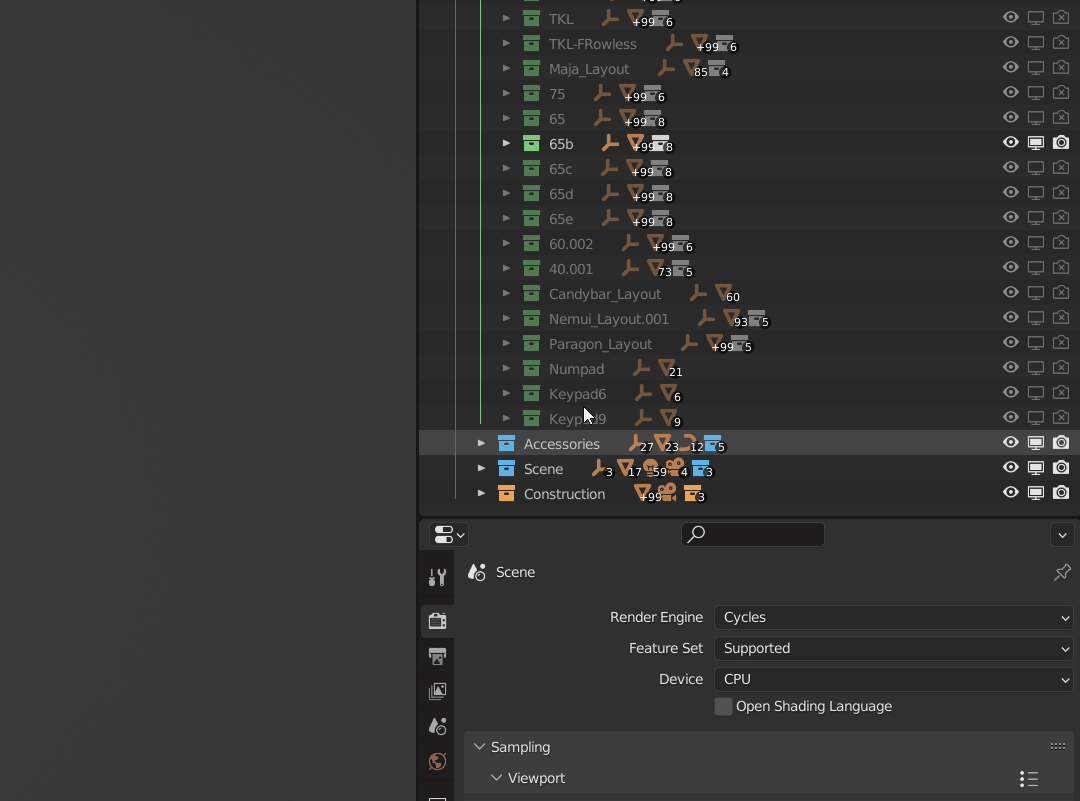 TKL +99 6
TKL-FRowless +99 6
Maja_Layout 85 4
75 +99 6
65 +99 8
65b +99 8
65c +99 8
65d +99 8
65e +99 8
60.002 +99 6
40.001 73 5
Candybar_Layout 60
Nemui_Layout.001 93 5
Paragon_Layout +99 5
Numpad 21
Keypad6 6
Keypad9 9
Accessories 27 23 12 5
Scene 3 17 59 4 3
Construction +99 3
Scene
Render Engine Cycles
Feature Set Supported
Device CPU
Open Shading Language
Sampling
Viewport